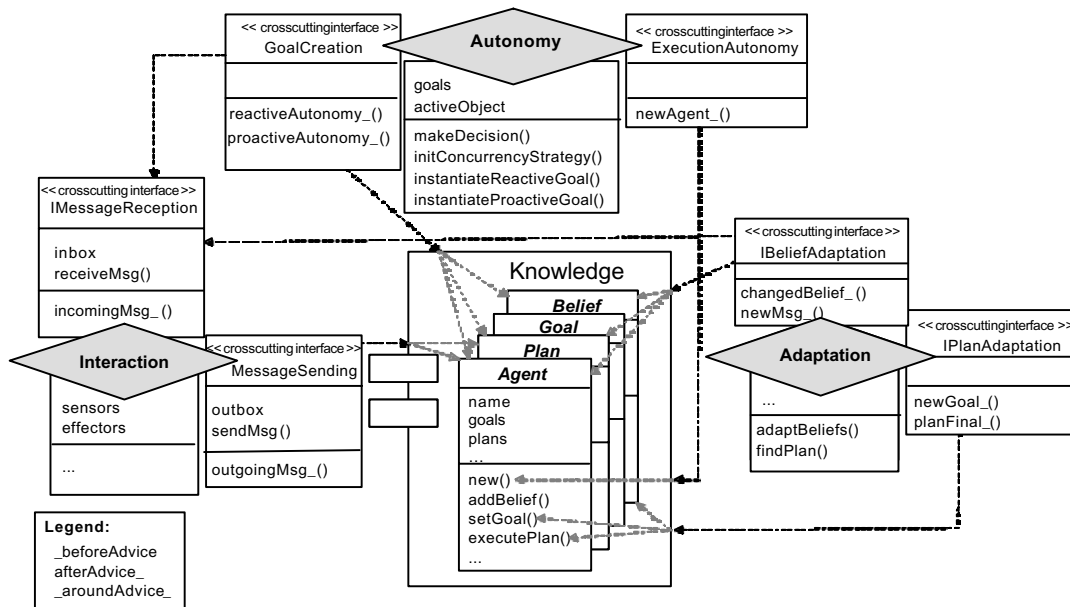 << crosscuttinginterface >>
GoalCreation
reactiveAutonomy_()
proactiveAutonomy_()
Autonomy
goals
activeObject
makeDecision()
initConcurrencyStrategy()
instantiateReactiveGoal()
instantiateProactiveGoal()
<< crosscuttinginterface >>
ExecutionAutonomy
newAgent_()
<< crosscutting interface >>
IMessageReception
inbox
receiveMsg()
incomingMsg_()
Interaction
sensors
effectors
...
<< crosscutting interface >>
MessageSending
outbox
sendMsg()
outgoingMsg_()
Knowledge
Belief
Goal
Plan
Agent
name
goals
plans
...
new()
addBelief()
setGoal()
executePlan()
...
<< crosscutting interface >>
IBeliefAdaptation
changedBelief_()
newMsg_()
Adaptation
...
adaptBeliefs()
findPlan()
<< crosscutting interface >>
IPlanAdaptation
newGoal_()
planFinal_()
Legend:
_beforeAdvice
afterAdvice_
_aroundAdvice_